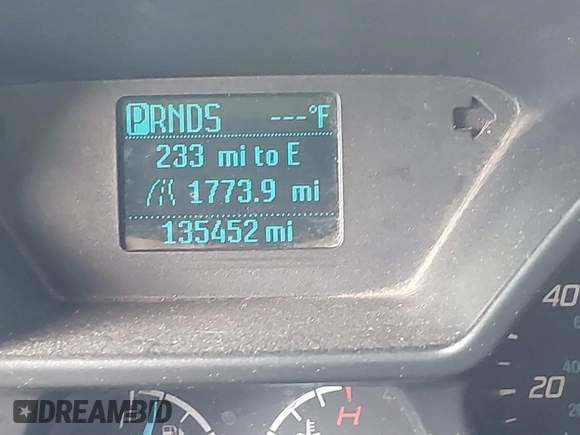 PRNDS ---°F
233 mi to E
1773.9 mi
135452 mi
40
20
H
DREAMBID